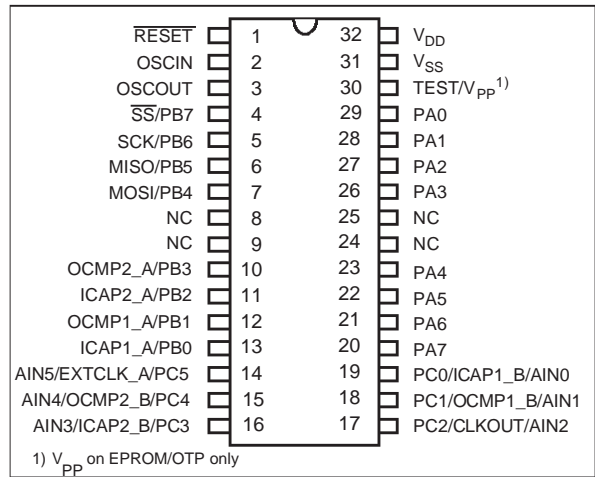 RESET 1 32 VDD
OSCIN 2 31 VSS
OSCOUT 3 30 TEST/VPP1)
SS/PB7 4 29 PA0
SCK/PB6 5 28 PA1
MISO/PB5 6 27 PA2
MOSI/PB4 7 26 PA3
NC 8 25 NC
NC 9 24 NC
OCMP2_A/PB3 10 23 PA4
ICAP2_A/PB2 11 22 PA5
OCMP1_A/PB1 12 21 PA6
ICAP1_A/PB0 13 20 PA7
AIN5/EXTCLK_A/PC5 14 19 PC0/ICAP1_B/AIN0
AIN4/OCMP2_B/PC4 15 18 PC1/OCMP1_B/AIN1
AIN3/ICAP2_B/PC3 16 17 PC2/CLKOUT/AIN2
1) VPP on EPROM/OTP only